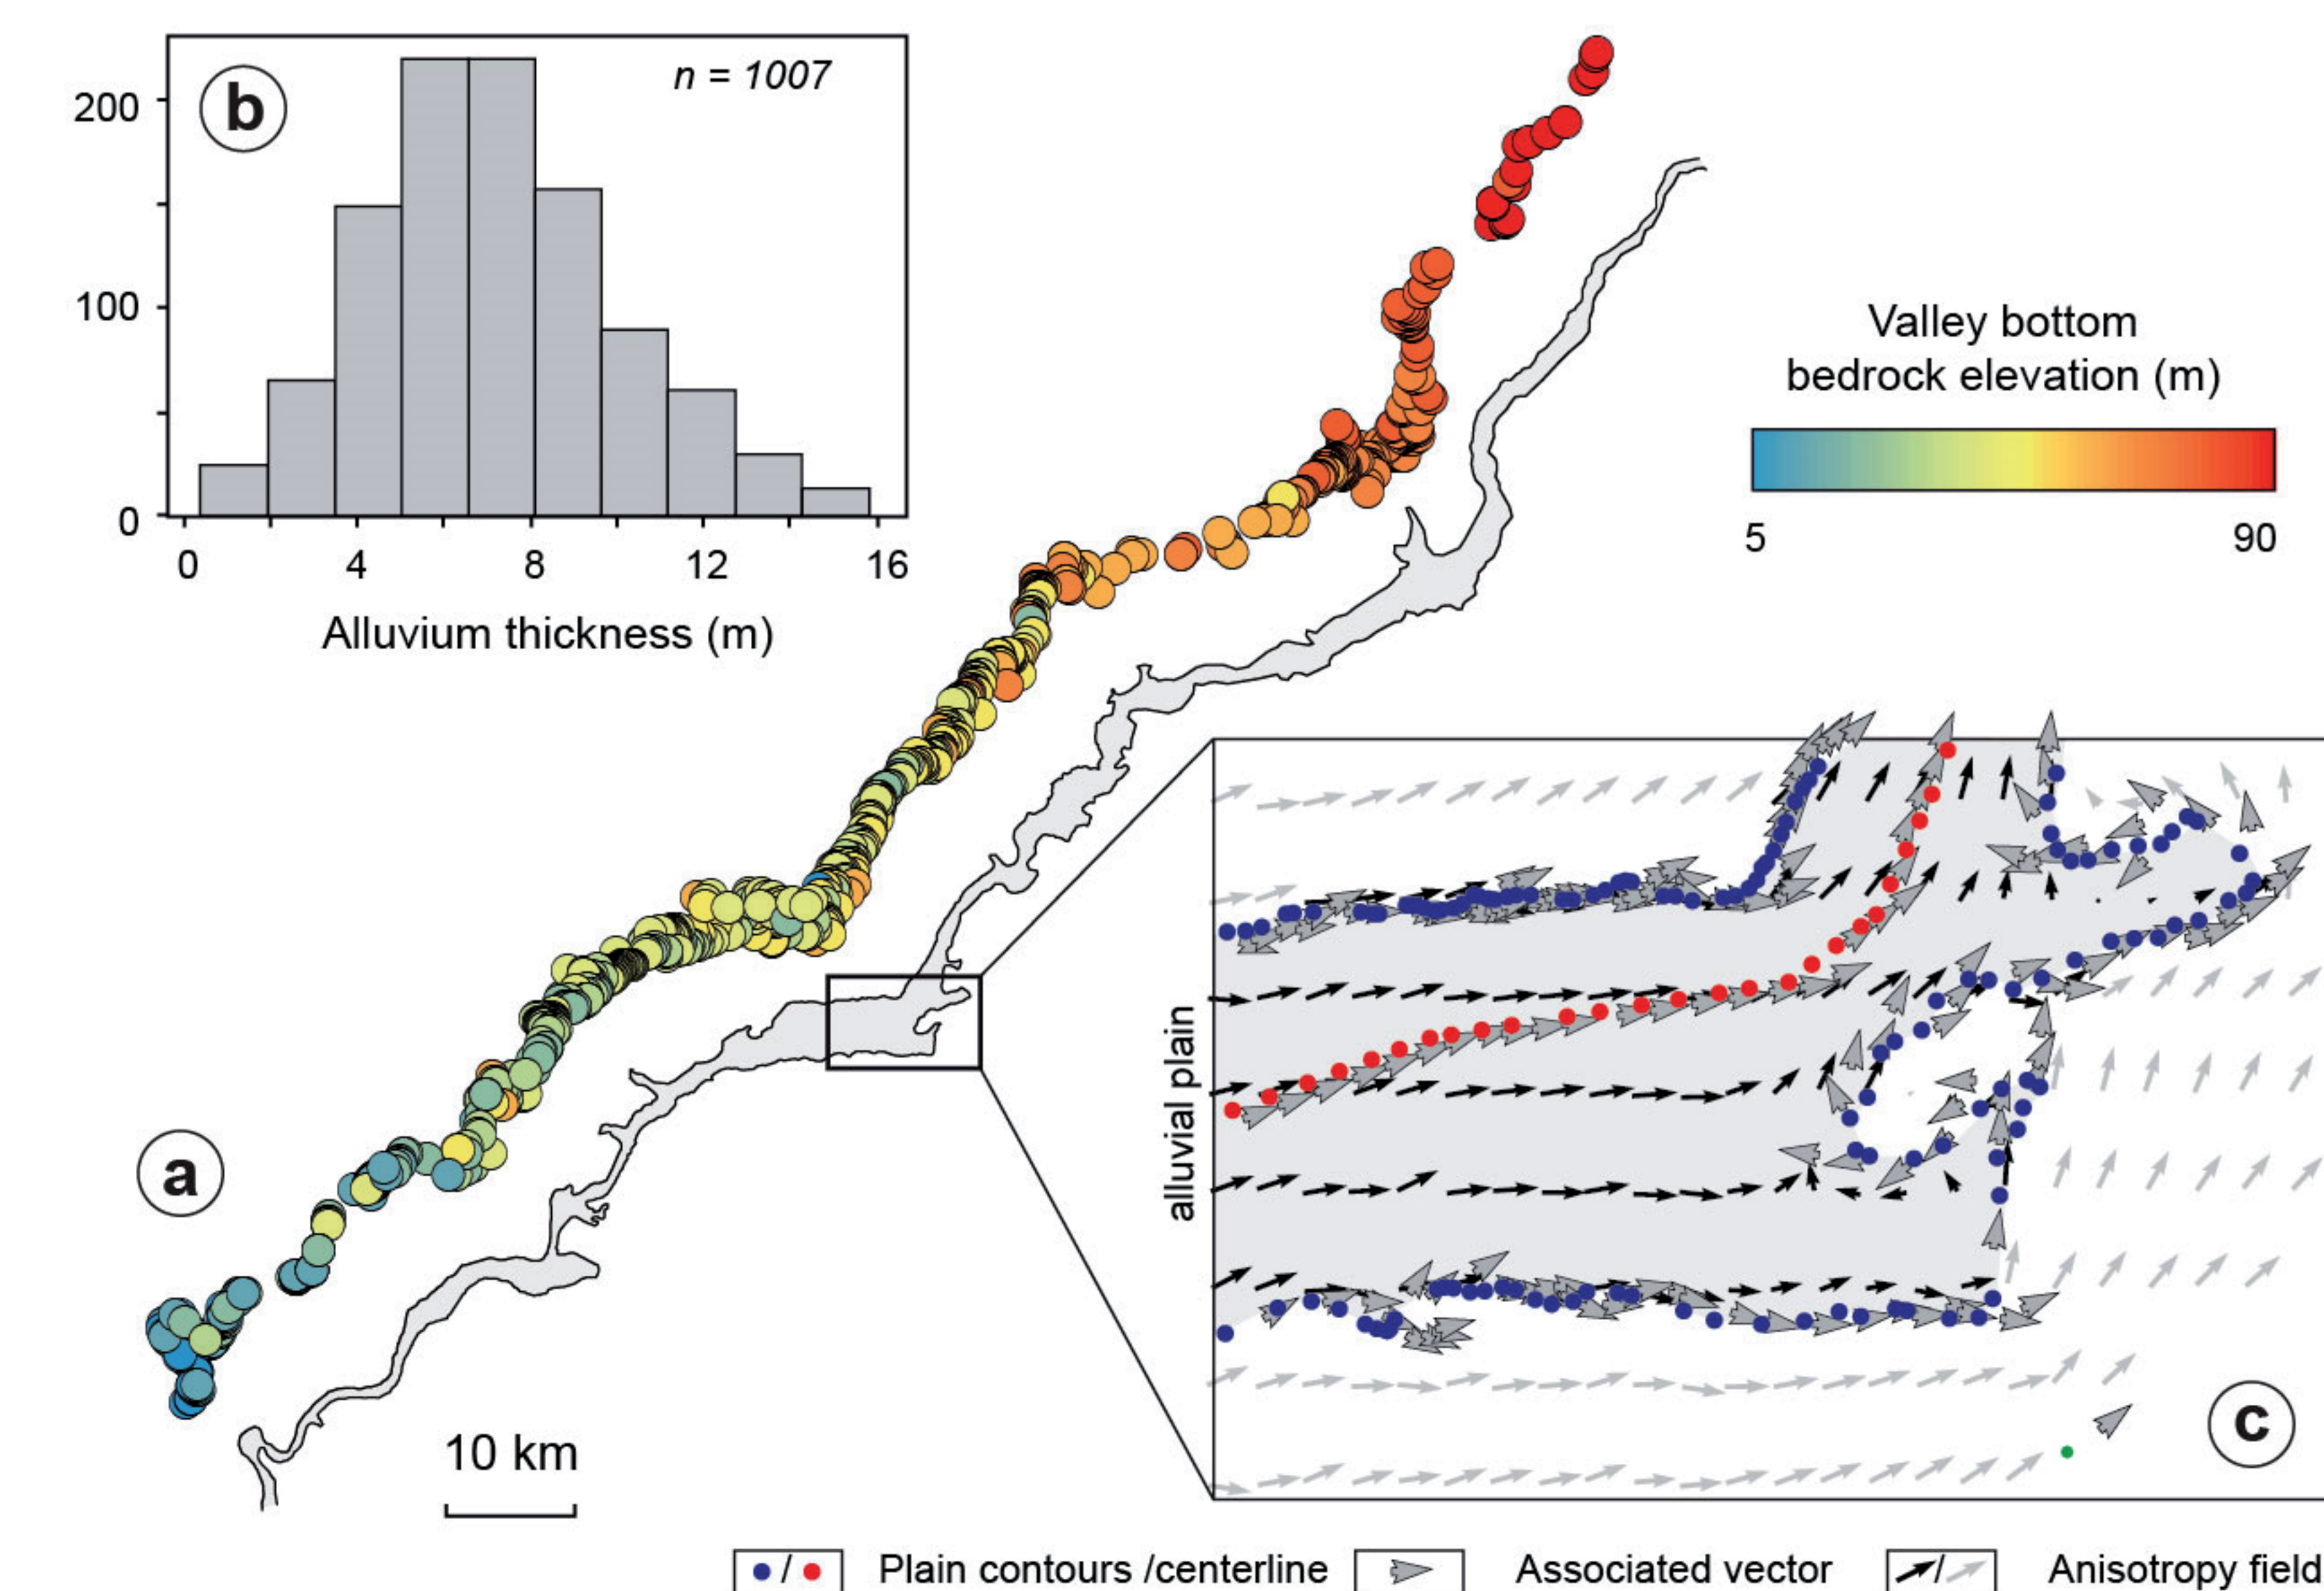 b
n = 1007
200
100
0
0 4 8 12 16
Alluvium thickness (m)
Valley bottom
bedrock elevation (m)
5 90
a
10 km
alluvial plain
c
/ Plain contours /centerline Associated vector / Anisotropy field